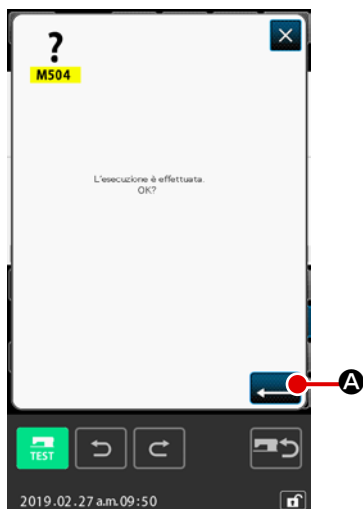 ?
M504
L'esecuzione è effettuata.
OK?
A
TEST
2019.02.27 a.m.09:50